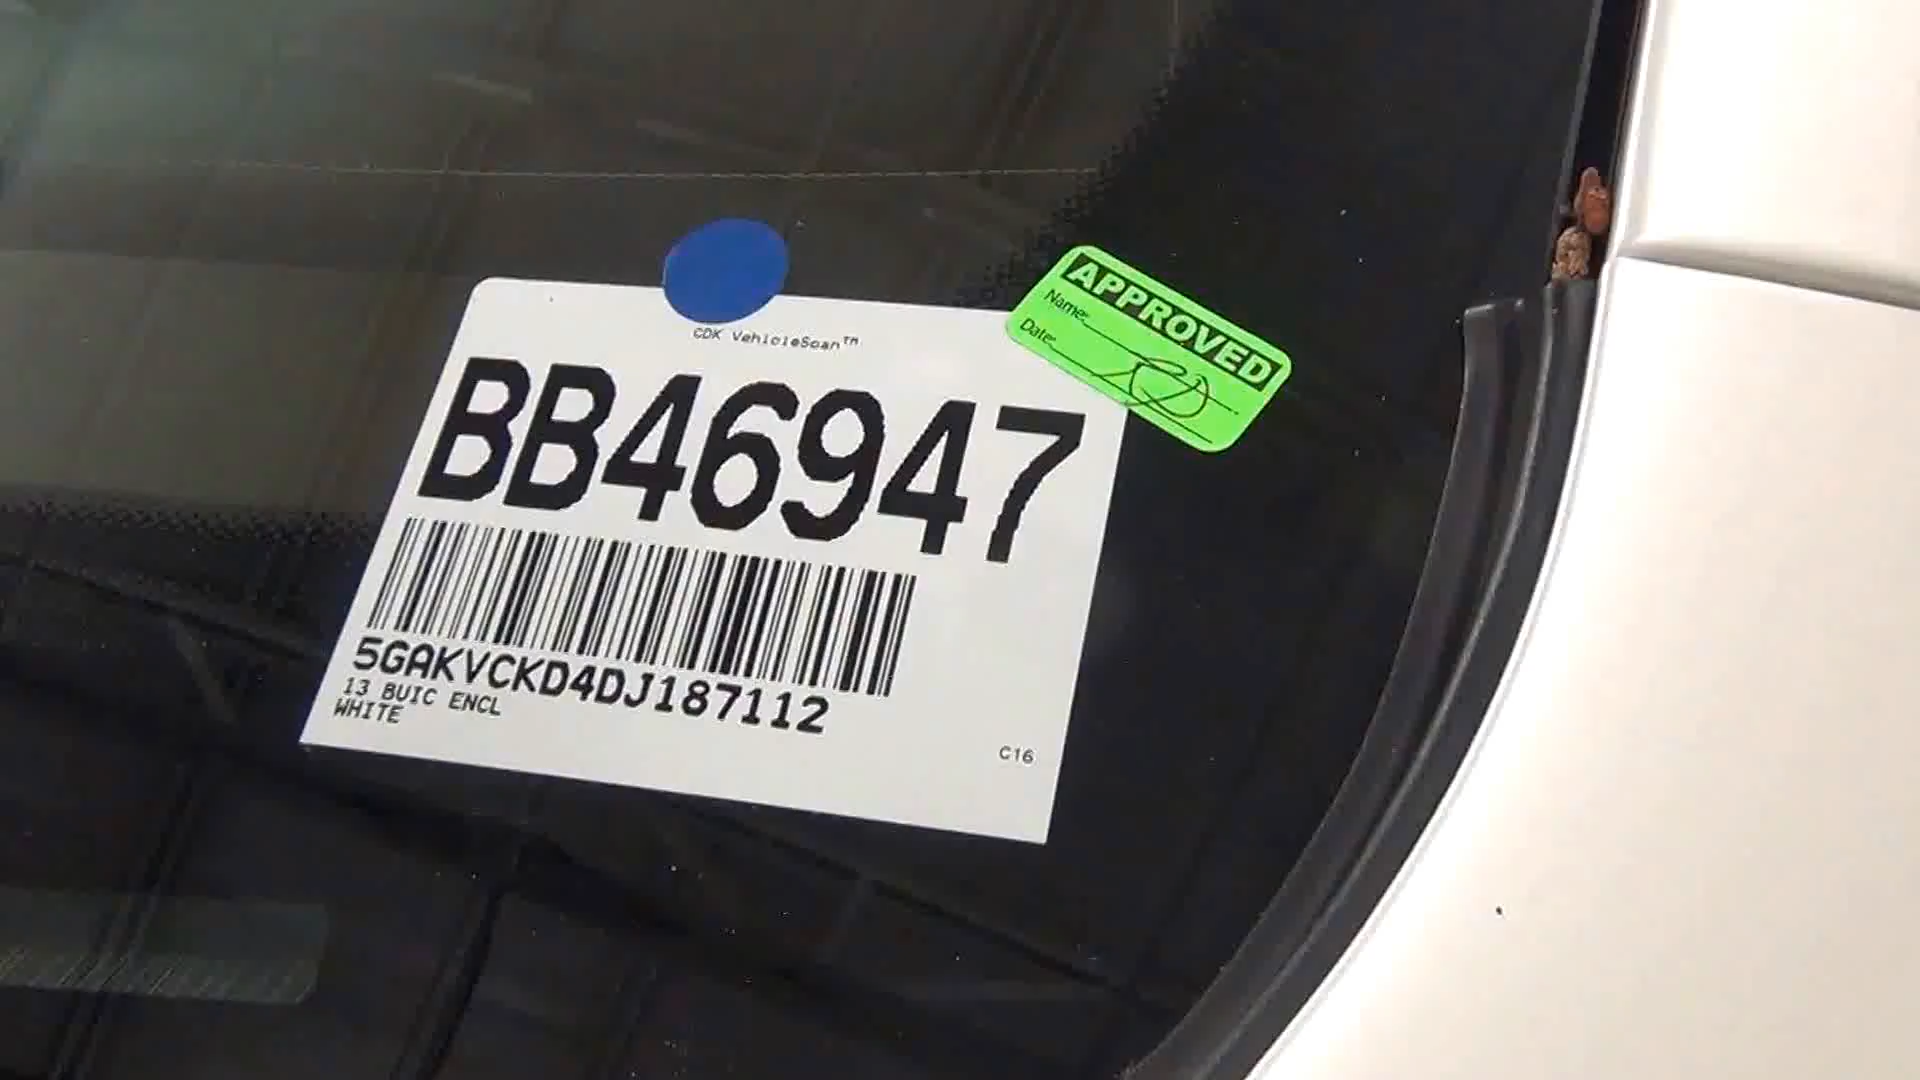 CDK VehicleScan™
APPROVED
Name:
Date:
BB46947
5GAKVCKD4DJ187112
13 BUIC ENCL
WHITE
C16